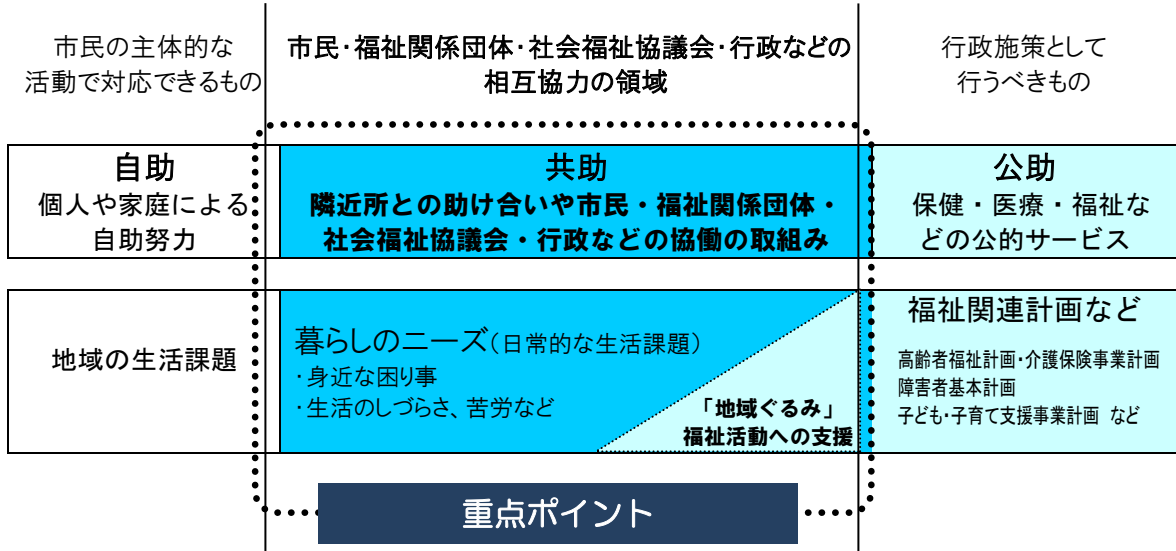 市民の主体的な
活動で対応できるもの
市民･福祉関係団体･社会福祉協議会･行政などの
相互協力の領域
行政施策として
行うべきもの
自助
個人や家庭による
自助努力
共助
隣近所との助け合いや市民・福祉関係団体・
社会福祉協議会・行政などの協働の取組み
公助
保健・医療・福祉な
どの公的サービス
地域の生活課題
暮らしのニーズ(日常的な生活課題)
･身近な困り事
･生活のしづらさ、苦労など
「地域ぐるみ」
福祉活動への支援
福祉関連計画など
高齢者福祉計画･介護保険事業計画
障害者基本計画
子ども･子育て支援事業計画 など
重点ポイント